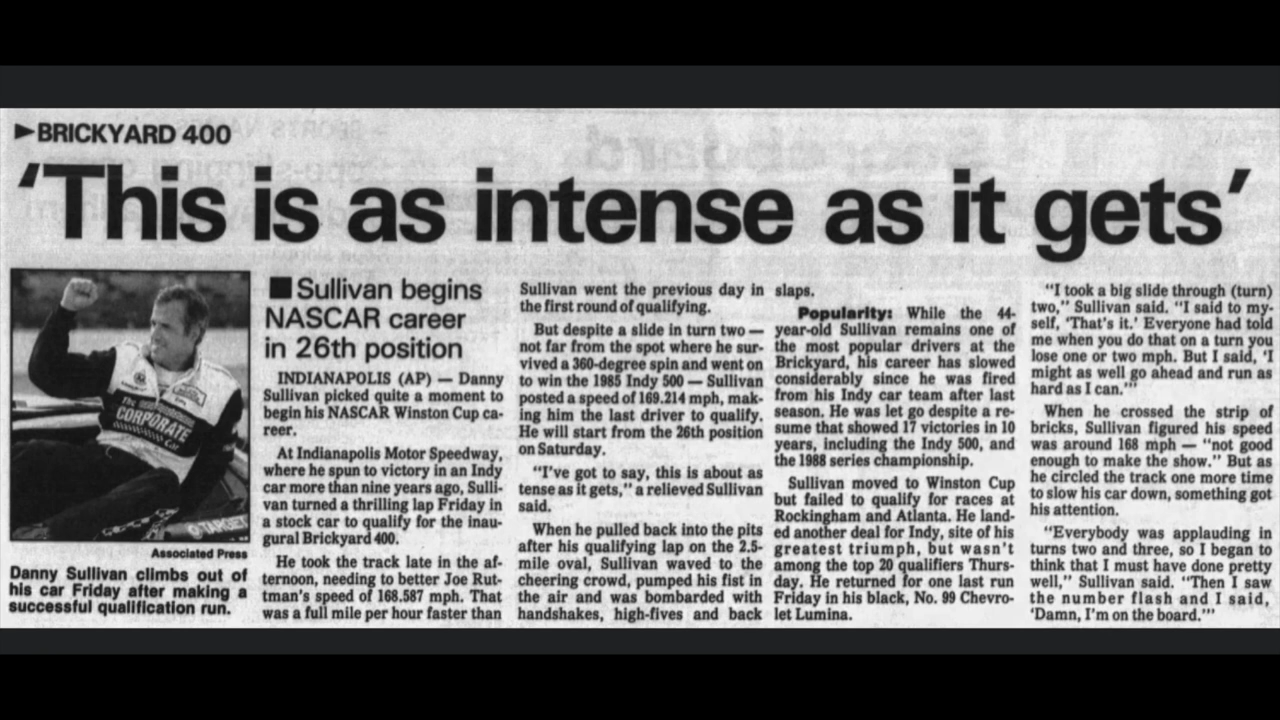 ►BRICKYARD 400
'This is as intense as it gets'
The
CORPORATE
Car
TARGET
Associated Press
Danny Sullivan climbs out of
his car Friday after making a
successful qualification run.
■ Sullivan begins
NASCAR career
in 26th position
INDIANAPOLIS (AP) — Danny
Sullivan picked quite a moment to
begin his NASCAR Winston Cup ca-
reer.
At Indianapolis Motor Speedway,
where he spun to victory in an Indy
car more than nine years ago, Sulli-
van turned a thrilling lap Friday in
a stock car to qualify for the inau-
gural Brickyard 400.
He took the track late in the af-
ternoon, needing to better Joe Rut-
tman's speed of 168.587 mph. That
was a full mile per hour faster than
Sullivan went the previous day in
the first round of qualifying.
But despite a slide in turn two —
not far from the spot where he sur-
vived a 360-degree spin and went on
to win the 1985 Indy 500 — Sullivan
posted a speed of 169.214 mph, mak-
ing him the last driver to qualify.
He will start from the 26th position
on Saturday.
"I've got to say, this is about as
tense as it gets," a relieved Sullivan
said.
When he pulled back into the pits
after his qualifying lap on the 2.5-
mile oval, Sullivan waved to the
cheering crowd, pumped his fist in
the air and was bombarded with
handshakes, high-fives and back
slaps.
Popularity: While the 44-
year-old Sullivan remains one of
the most popular drivers at the
Brickyard, his career has slowed
considerably since he was fired
from his Indy car team after last
season. He was let go despite a re-
sume that showed 17 victories in 10
years, including the Indy 500, and
the 1988 series championship.
Sullivan moved to Winston Cup
but failed to qualify for races at
Rockingham and Atlanta. He land-
ed another deal for Indy, site of his
greatest triumph, but wasn't
among the top 20 qualifiers Thurs-
day. He returned for one last run
Friday in his black, No. 99 Chevro-
let Lumina.
"I took a big slide through (turn)
two," Sullivan said. "I said to my-
self, 'That's it.' Everyone had told
me when you do that on a turn you
lose one or two mph. But I said, 'I
might as well go ahead and run as
hard as I can.'"
When he crossed the strip of
bricks, Sullivan figured his speed
was around 168 mph — "not good
enough to make the show." But as
he circled the track one more time
to slow his car down, something got
his attention.
"Everybody was applauding in
turns two and three, so I began to
think that I must have done pretty
well," Sullivan said. "Then I saw
the number flash and I said,
'Damn, I'm on the board.'"